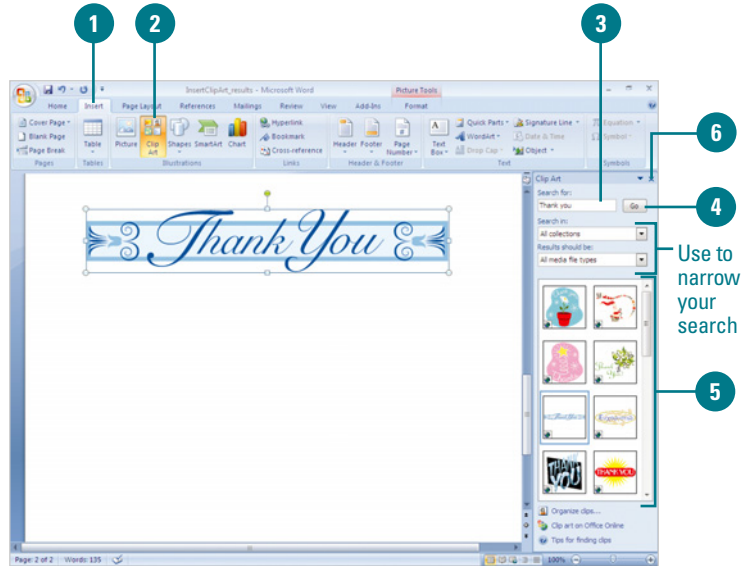 1
2
3
InsertClipArt_results - Microsoft Word
Picture Tools
Home Insert Page Layout References Mailings Review View Add-Ins Format
Cover Page
Blank Page
Page Break
Pages
Table
Tables
Picture
Clip Art
Shapes
SmartArt
Chart
Illustrations
Hyperlink
Bookmark
Cross-reference
Links
Header
Footer
Page Number
Header & Footer
Text Box
Quick Parts
WordArt
Drop Cap
Signature Line
Date & Time
Object
Text
Equation
Symbol
Symbols
6
Clip Art
Search for:
Thank you
Go
4
Search in:
All collections
Results should be:
All media file types
Use to
narrow
your
search
Thank You
5
THANK
YOU
THANK YOU
Organize clips...
Clip art on Office Online
Tips for finding clips
Page: 2 of 2 Words: 135
100%